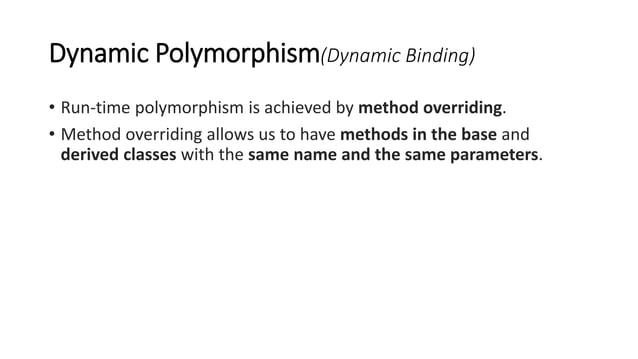 Dynamic Polymorphism(Dynamic Binding)
• Run-time polymorphism is achieved by method overriding.
• Method overriding allows us to have methods in the base and
derived classes with the same name and the same parameters.